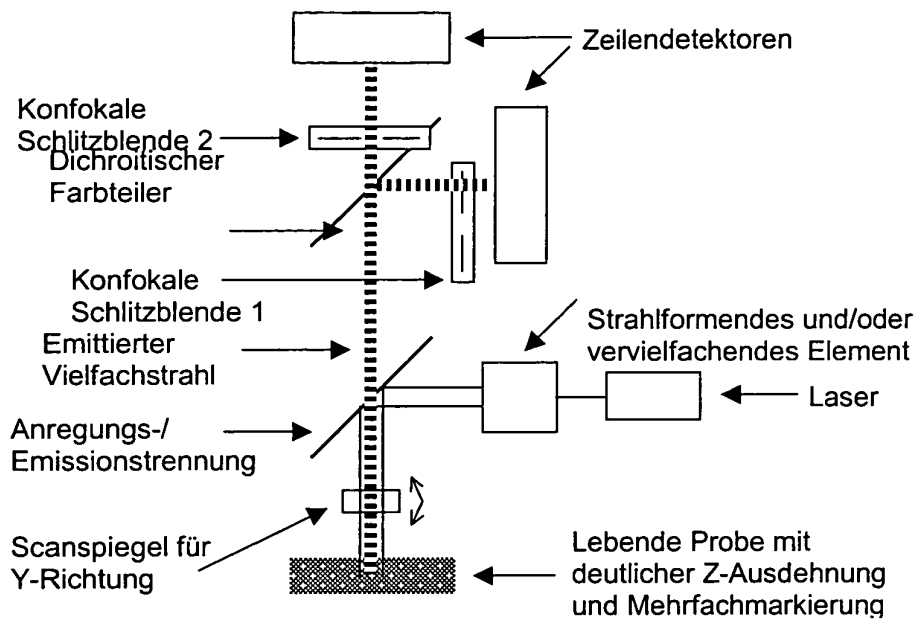 Zeilendetektoren
Konfokale
Schlitzblende 2
Dichroitischer
Farbteiler
Konfokale
Schlitzblende 1
Emittierter
Vielfachstrahl
Strahlformendes und/oder
vervielfachendes Element
Laser
Anregungs-/
Emissionstrennung
Scanspiegel für
Y-Richtung
Lebende Probe mit
deutlicher Z-Ausdehnung
und Mehrfachmarkierung